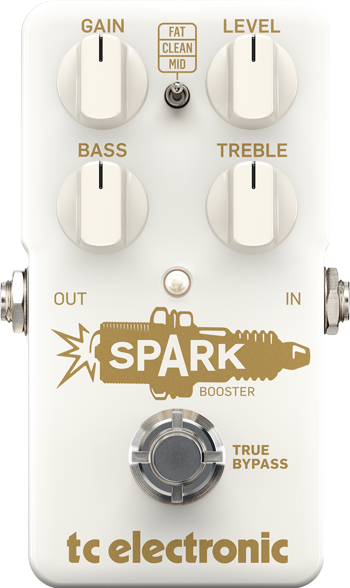 GAIN
FAT
CLEAN
MID
LEVEL
BASS
TREBLE
OUT
IN
SPARK
BOOSTER
TRUE
BYPASS
tc electronic